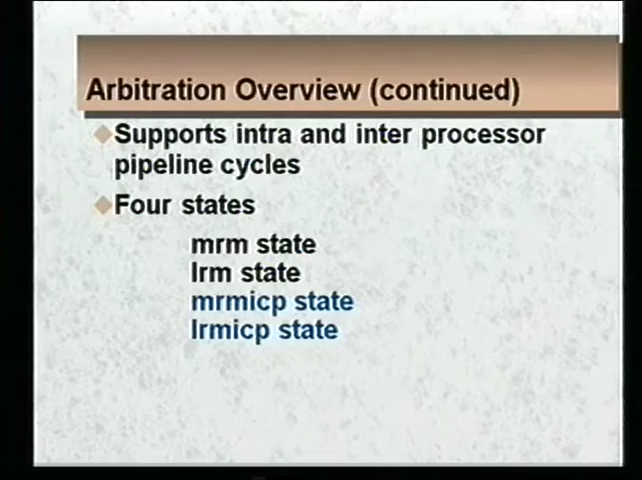 Arbitration Overview (continued)
Supports intra and inter processor
pipeline cycles
Four states
mrm state
lrm state
mrmicp state
lrmicp state